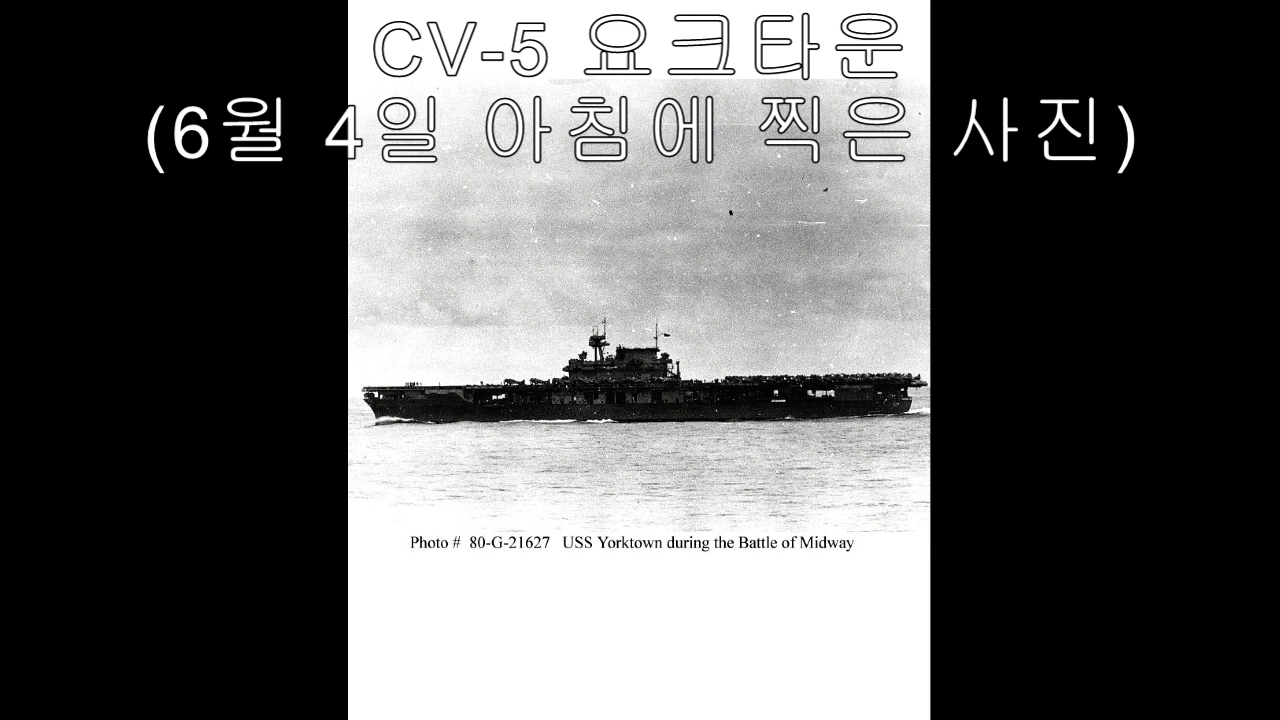 CV-5 요크타운
(6월 4일 아침에 찍은 사진)
Photo # 80-G-21627 USS Yorktown during the Battle of Midway